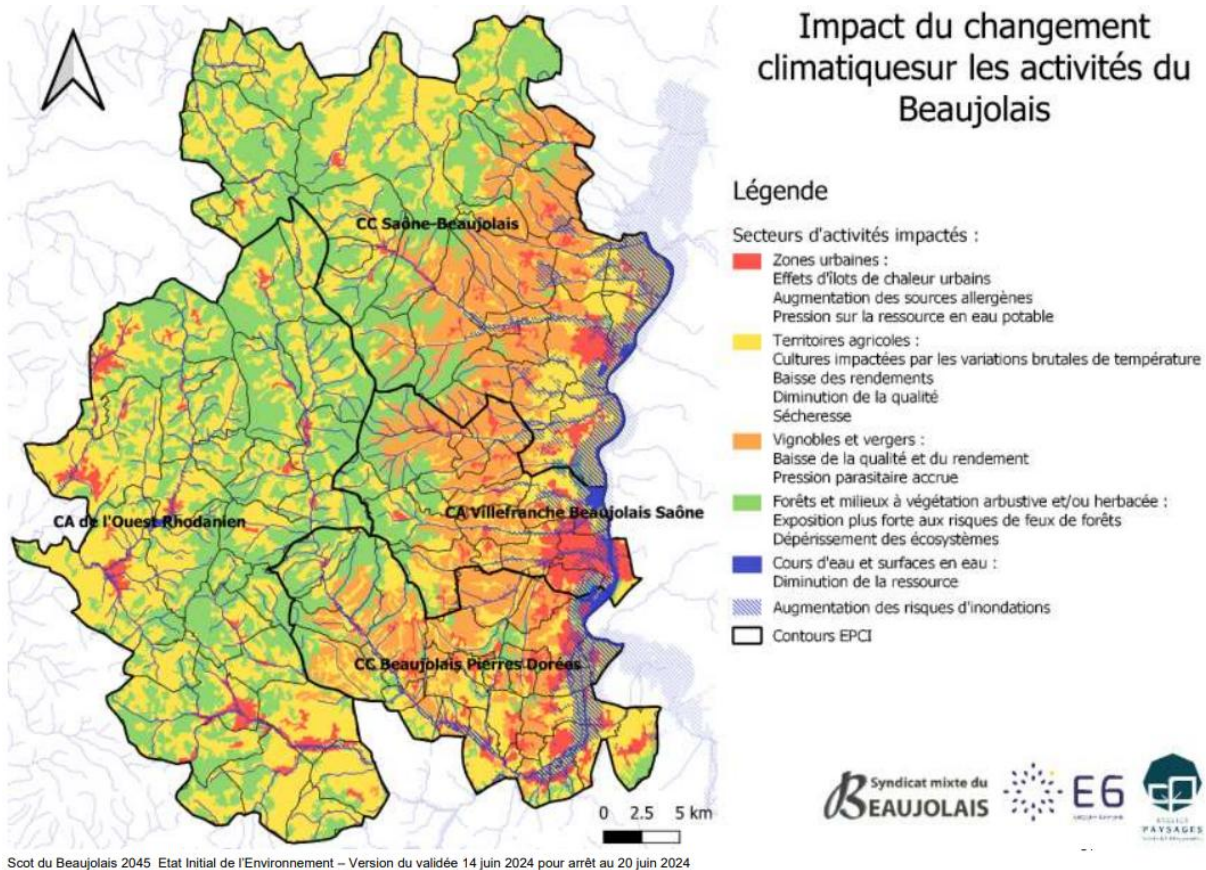 Impact du changement
climatiquesur les activités du
Beaujolais
Légende
Secteurs d'activités impactés :
Zones urbaines :
Effets d'îlots de chaleur urbains
Augmentation des sources allergènes
Pression sur la ressource en eau potable
Territoires agricoles :
Cultures impactées par les variations brutales de température
Baisse des rendements
Diminution de la qualité
Sécheresse
Vignobles et vergers :
Baisse de la qualité et du rendement
Pression parasitaire accrue
Forêts et milieux à végétation arbustive et/ou herbacée :
Exposition plus forte aux risques de feux de forêts
Dépérissement des écosystèmes
Cours d'eau et surfaces en eau :
Diminution de la ressource
Augmentation des risques d'inondations
Contours EPCI
CC Saône-Beaujolais
CA Villefranche Beaujolais Saône
CA de l'Ouest Rhodanien
CC Beaujolais Pierres Dorées
0 2.5 5 km
Syndicat mixte du
BEAUJOLAIS
E6
ATELIER
PAYSAGES
Scot du Beaujolais 2045 Etat Initial de l'Environnement – Version du validée 14 juin 2024 pour arrêt au 20 juin 2024